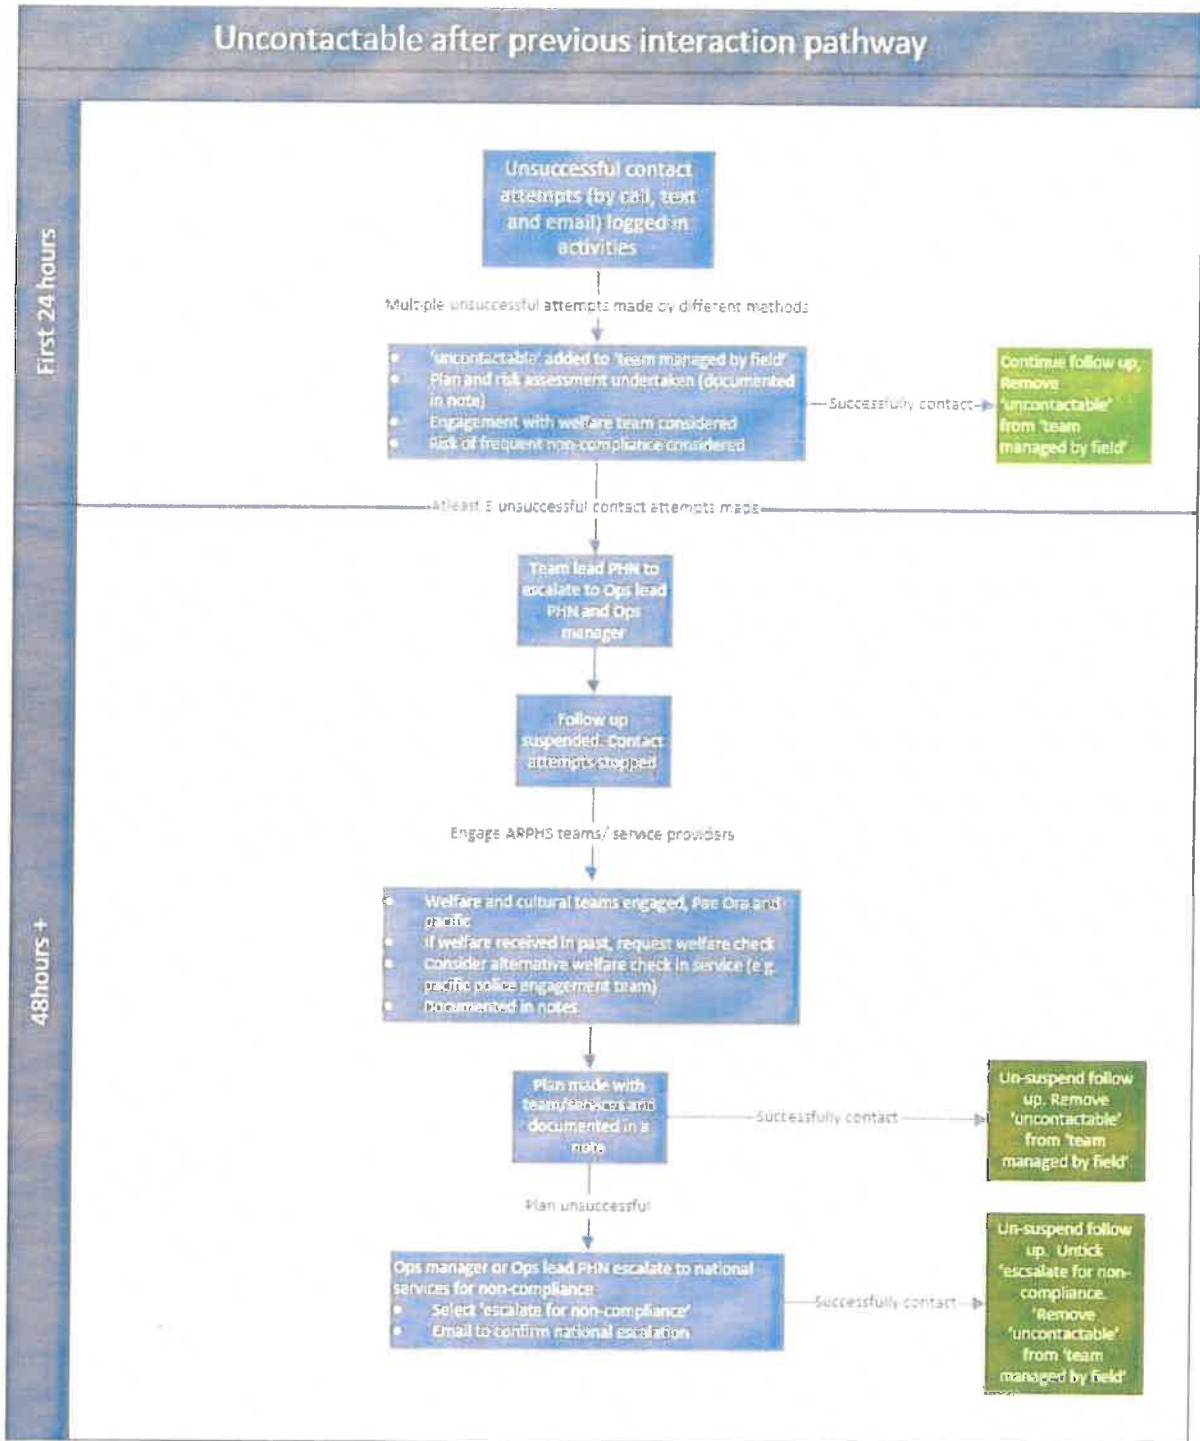 Uncontactable after previous interaction pathway
First 24 hours
Unsuccessful contact
attempts (by call, text
and email) logged in
activities
Multiple unsuccessful attempts made by different methods
• 'uncontactable' added to 'team managed by field'
• Plan and risk assessment undertaken (documented
in note)
• Engagement with welfare team considered
• Risk of frequent non-compliance considered
Successfully contact
Continue follow up,
Remove
'uncontactable'
from 'team
managed by field'
Atleast 3 unsuccessful contact attempts made
48hours +
Team lead PHN to
escalate to Ops lead
PHN and Ops
manager
Follow up
suspended. Contact
attempts stopped
Engage ARPHS teams/ service providers
• Welfare and cultural teams engaged, Pae Ora and
pacific
• If welfare received in past, request welfare check
• Consider alternative welfare check in service (e.g.
pacific police engagement team)
• Documented in notes
Plan made with
team/services and
documented in a
note
Successfully contact
Un-suspend follow
up. Remove
'uncontactable'
from 'team
managed by field'
Plan unsuccessful
Ops manager or Ops lead PHN escalate to national
services for non-compliance
• Select 'escalate for non-compliance'
• Email to confirm national escalation
Successfully contact
Un-suspend follow
up. Untick
'escsalate for non-
compliance.
'Remove
'uncontactable'
from 'team
managed by field'